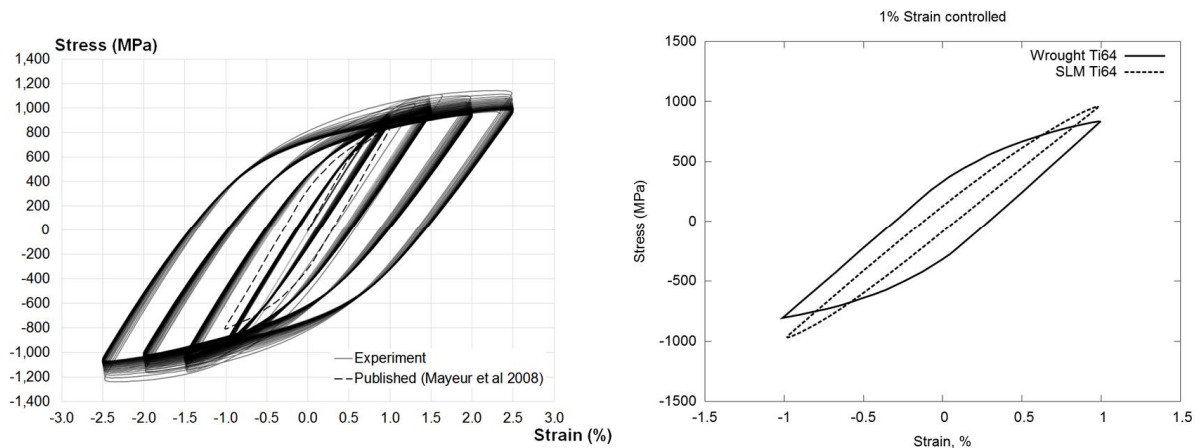 Stress (MPa)
1,400
1,200
1,000
800
600
400
200
0
-200
-400
-600
-800
-1,000
-1,200
-1,400
Experiment
Published (Mayeur et al 2008)
-3.0 -2.5 -2.0 -1.5 -1.0 -0.5 0.0 0.5 1.0 1.5 2.0 2.5 3.0
Strain (%)
1% Strain controlled
Wrought Ti64
SLM Ti64
Stress (MPa)
1500
1000
500
0
-500
-1000
-1500
-1.5 -1 -0.5 0 0.5 1 1.5
Strain, %